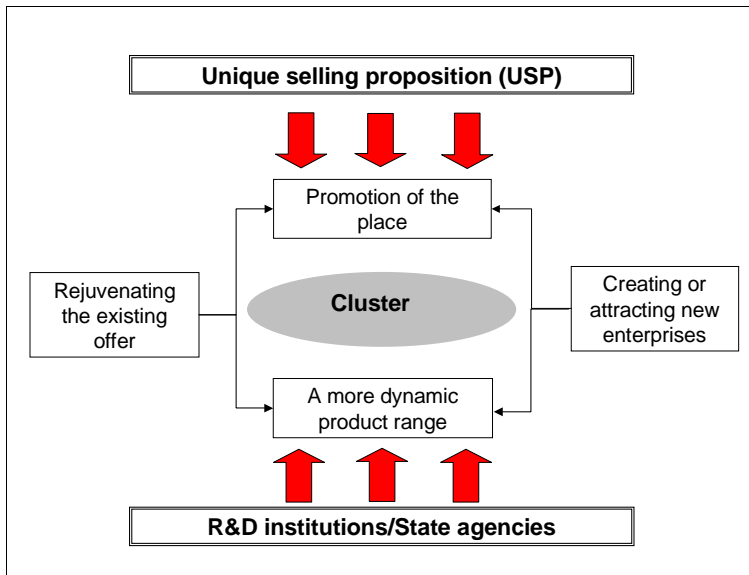 Unique selling proposition (USP)
Promotion of the
place
Rejuvenating
the existing
offer
Cluster
Creating or
attracting new
enterprises
A more dynamic
product range
R&D institutions/State agencies